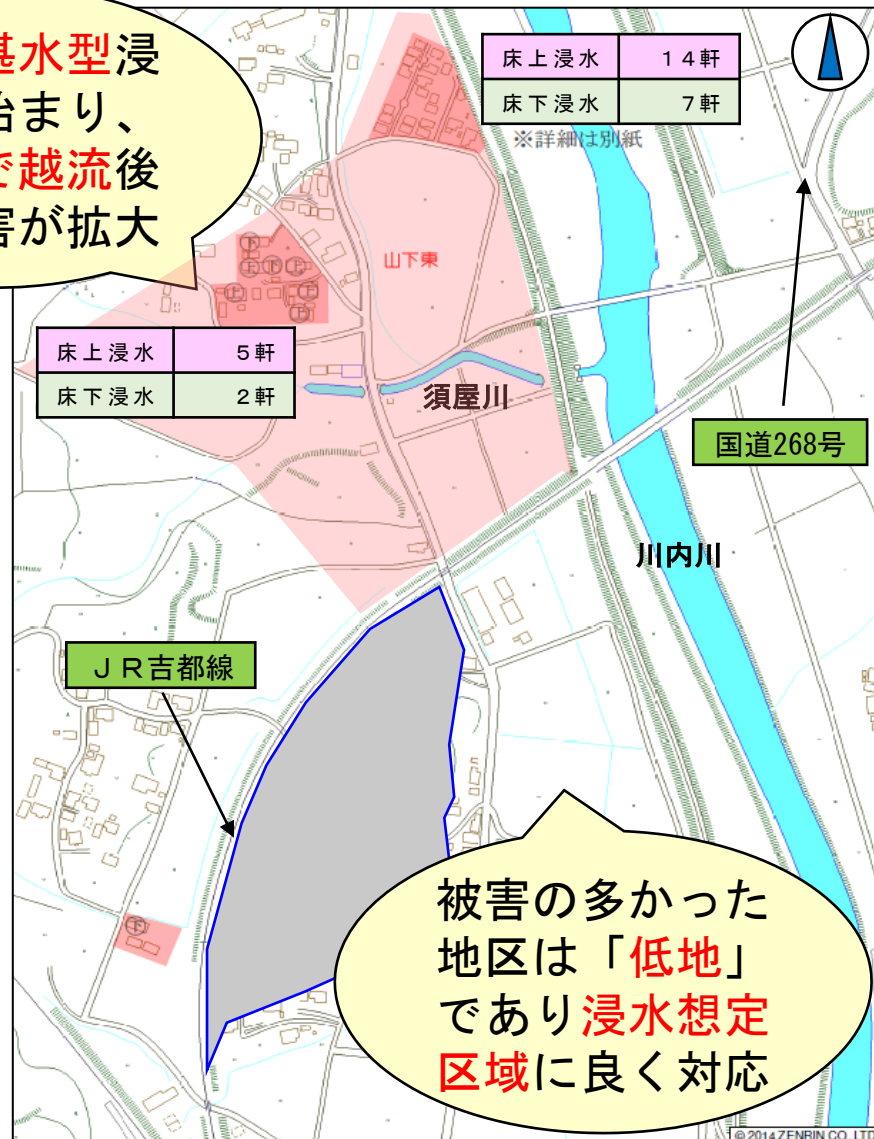 基水型浸
始まり、
で越流後
害が拡大
床上浸水 14軒
床下浸水 7軒
※詳細は別紙
山下東
床上浸水 5軒
床下浸水 2軒
須屋川
国道268号
川内川
ＪＲ吉都線
被害の多かった
地区は「低地」
であり浸水想定
区域に良く対応
© 2014 ZENRIN CO., LTD